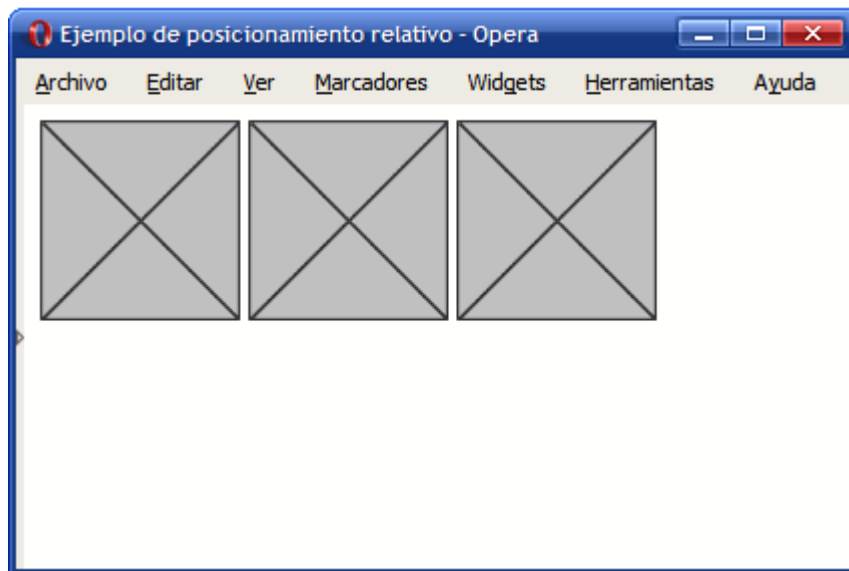 Ejemplo de posicionamiento relativo - Opera
Archivo Editar Ver Marcadores Widgets Herramientas Ayuda